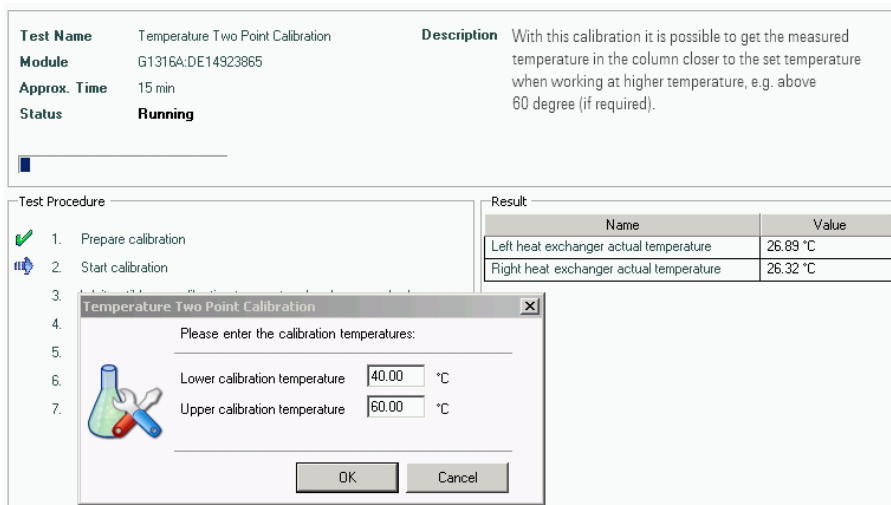 Test Name Temperature Two Point Calibration
Module G1316A:DE14923865
Approx. Time 15 min
Status Running
Description With this calibration it is possible to get the measured
temperature in the column closer to the set temperature
when working at higher temperature, e.g. above
60 degree (if required).
Test Procedure
1. Prepare calibration
2. Start calibration
3.
4.
5.
6.
7.
Result
Name Value
Left heat exchanger actual temperature 26.89 °C
Right heat exchanger actual temperature 26.32 °C
Temperature Two Point Calibration
Please enter the calibration temperatures:
Lower calibration temperature 40.00 °C
Upper calibration temperature 60.00 °C
OK Cancel